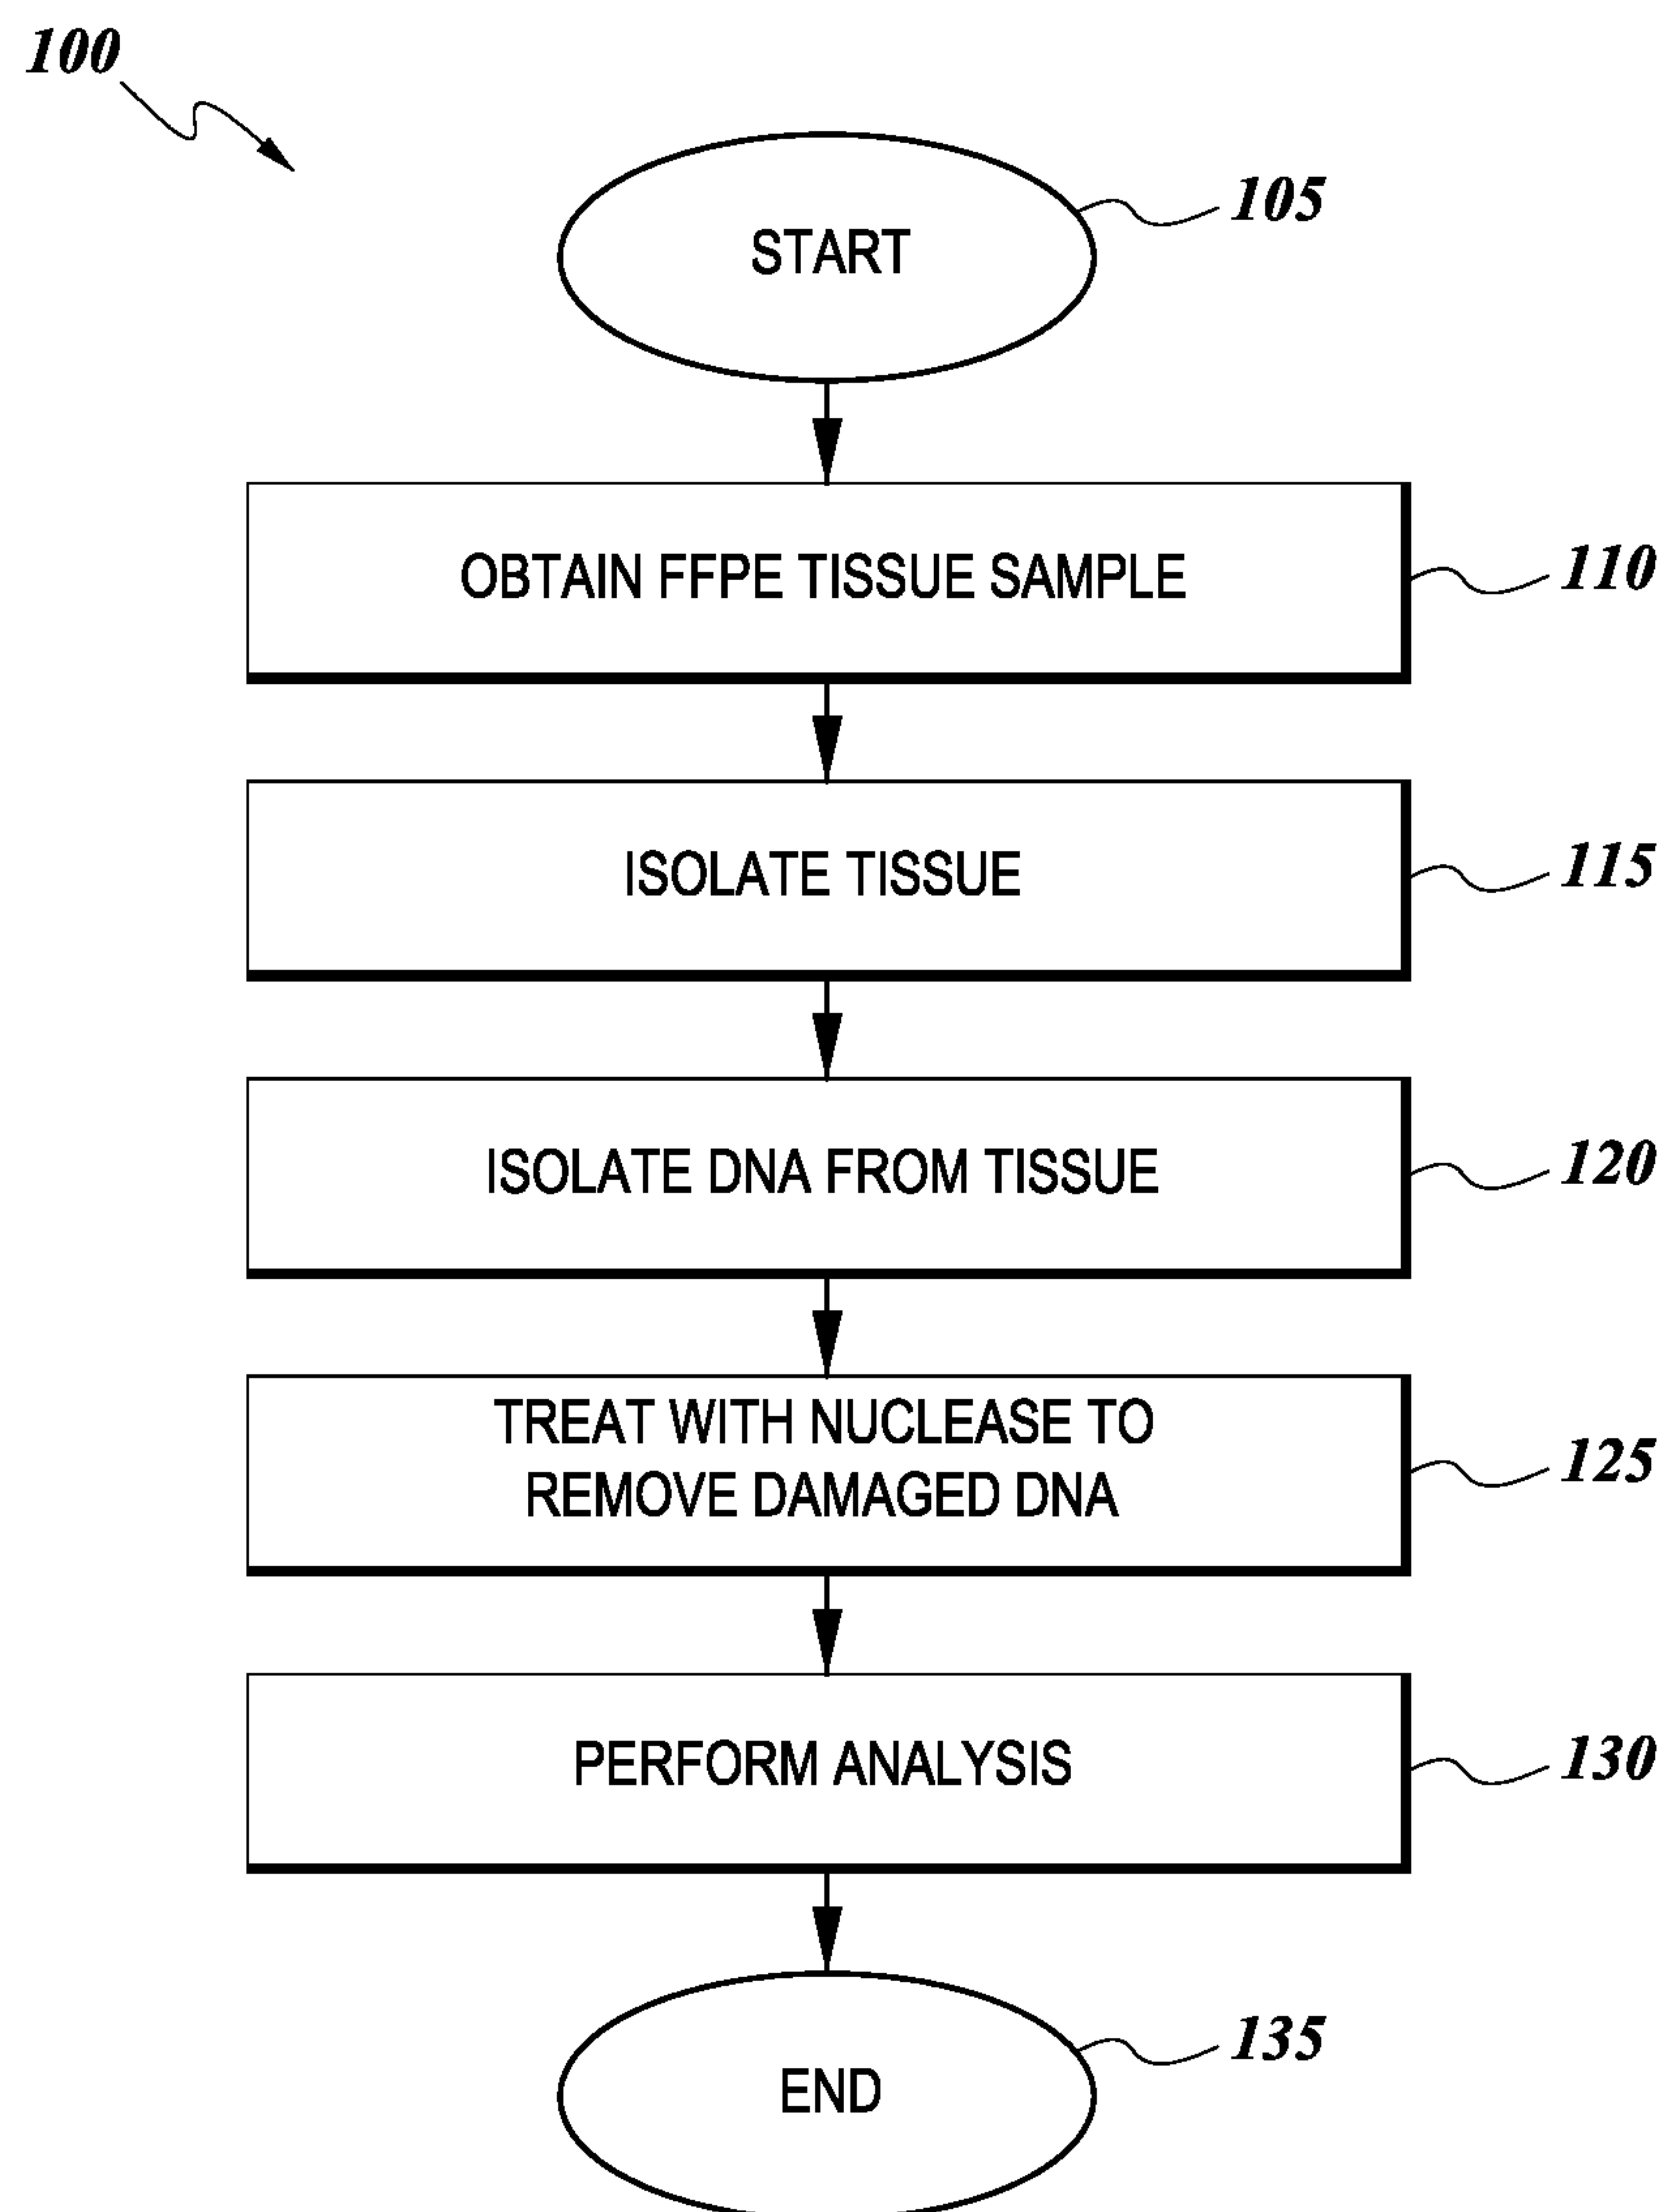 100
START
105
OBTAIN FFPE TISSUE SAMPLE
110
ISOLATE TISSUE
115
ISOLATE DNA FROM TISSUE
120
TREAT WITH NUCLEASE TO
REMOVE DAMAGED DNA
125
PERFORM ANALYSIS
130
END
135